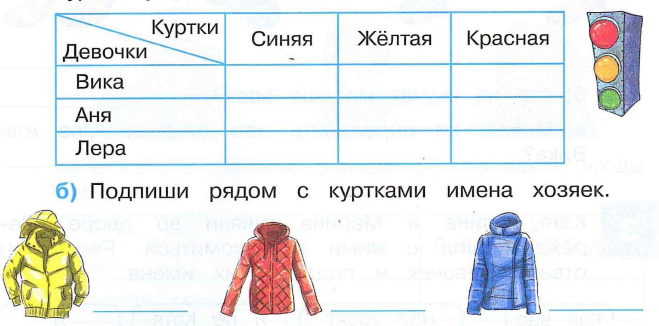 Куртки
Девочки
Синяя Жёлтая Красная
Вика
Аня
Лера
б) Подпиши рядом с куртками имена хозяек.